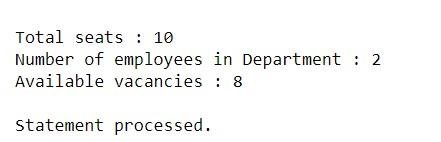 Total seats : 10
Number of employees in Department : 2
Available vacancies : 8
Statement processed.